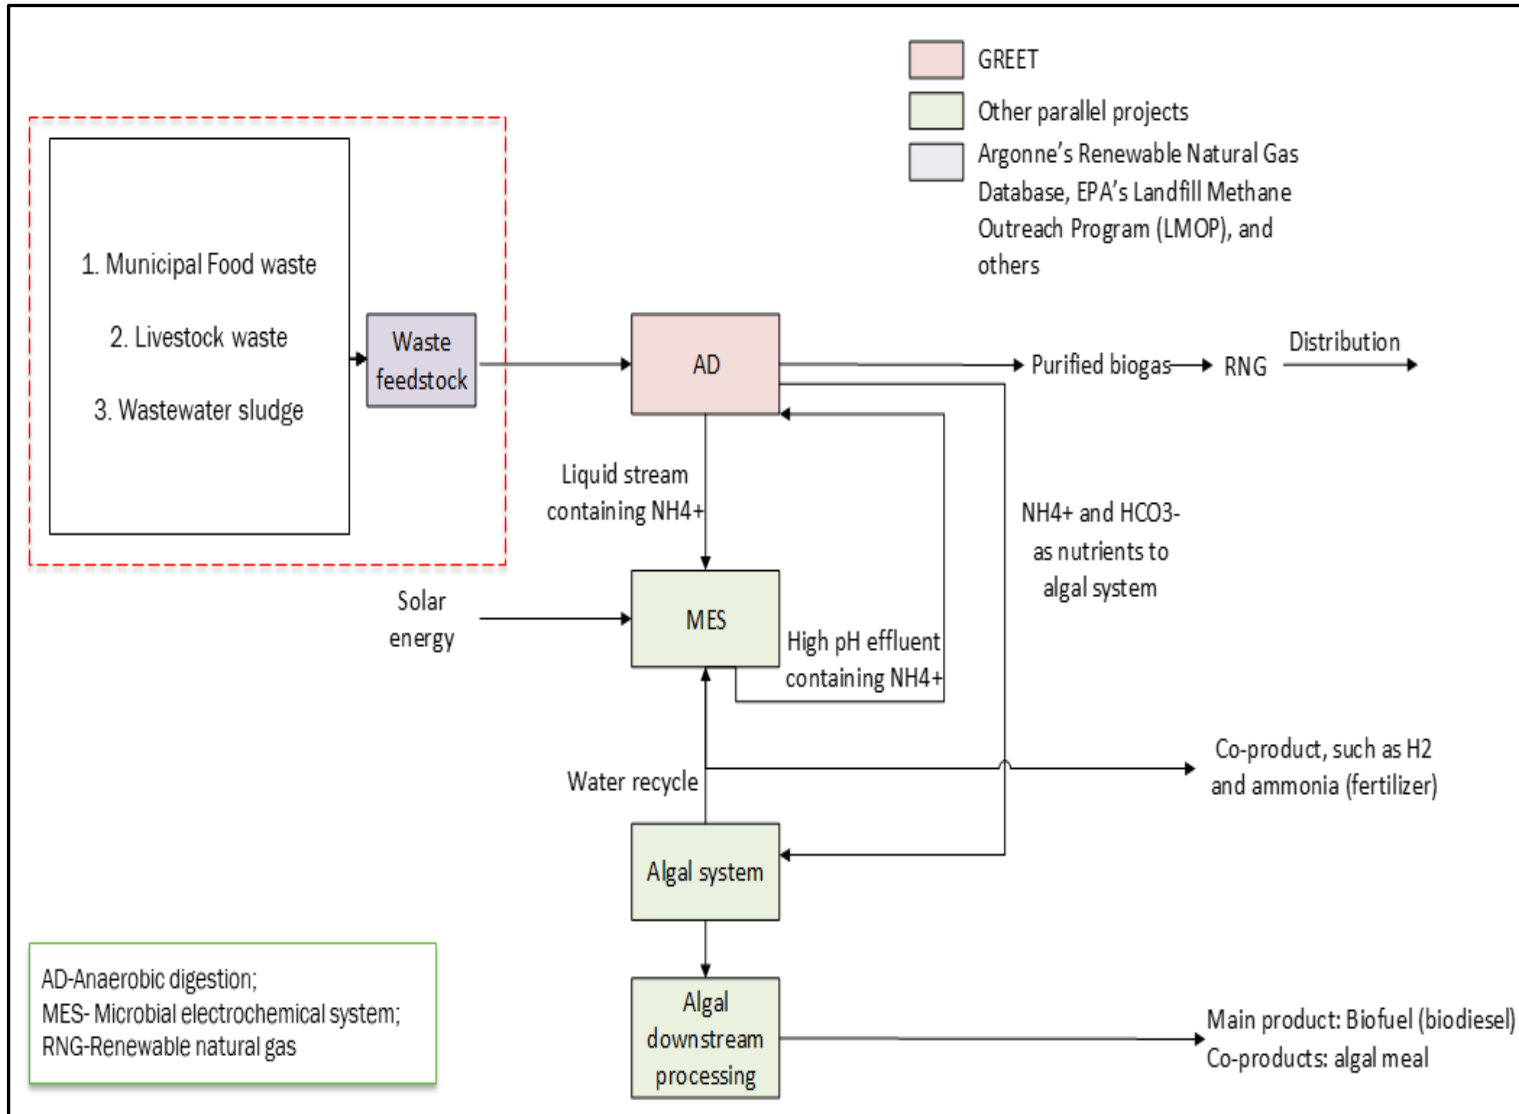 GREET
Other parallel projects
Argonne's Renewable Natural Gas
Database, EPA's Landfill Methane
Outreach Program (LMOP), and
others
1. Municipal Food waste
2. Livestock waste
3. Wastewater sludge
Waste
feedstock
AD
Purified biogas
RNG
Distribution
Liquid stream
containing NH4+
NH4+ and HCO3-
as nutrients to
algal system
Solar
energy
MES
High pH effluent
containing NH4+
Water recycle
Co-product, such as H2
and ammonia (fertilizer)
Algal system
Algal
downstream
processing
Main product: Biofuel (biodiesel)
Co-products: algal meal
AD-Anaerobic digestion;
MES- Microbial electrochemical system;
RNG-Renewable natural gas